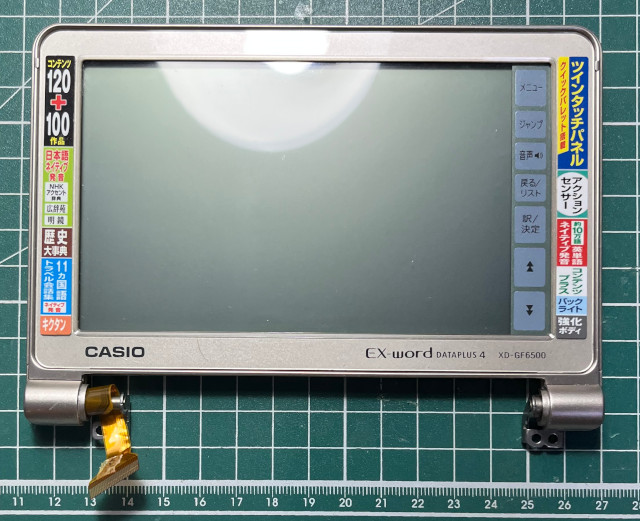 コンテンツ
120
+
100
作品
日本語
ネイティブ
発音
NHK
アクセント
辞典
広辞苑
明鏡
歴史
大事典
11ヵ国語
トラベル会話集
ネイティブ
発音
キクタン
メニュー
ジャンプ
音声
戻る/
リスト
訳/
決定
ツインタッチパネル
クイックパレット搭載
アクション
センサー
約10万語
英単語
ネイティブ発音
コンテンツ
プラス
バック
ライト
強化
ボディ
CASIO
EX-word DATAPLUS 4 XD-GF6500
11 12 13 14 15 16 17 18 19 20 21 22 23 24 25 26 27